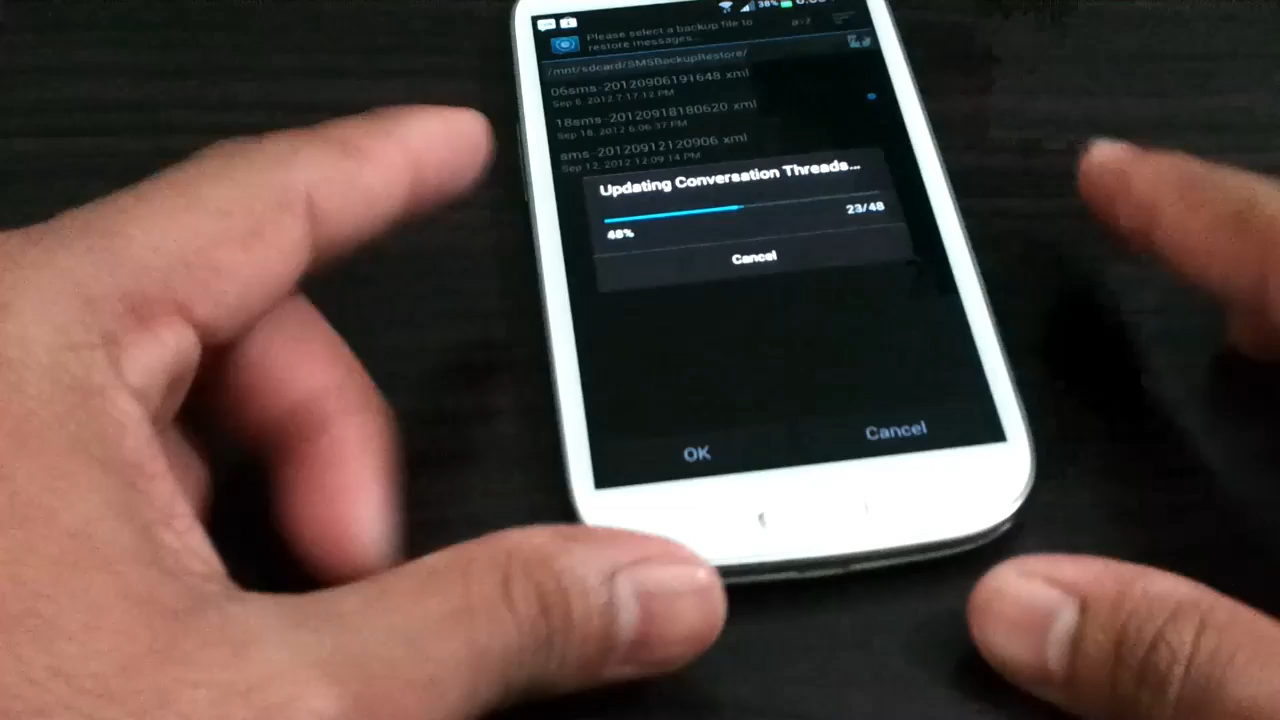 38%
Please select a backup file to
restore messages...
/mnt/sdcard/SMSBackupRestore/
06sms-20120906191648 xml
Sep 6, 2012 7:17:12 PM
18sms-20120918180620 xml
Sep 18, 2012 6:06:37 PM
sms-20120912120906 xml
Sep 12, 2012 12:09:14 PM
Updating Conversation Threads...
23/48
48%
Cancel
OK
Cancel